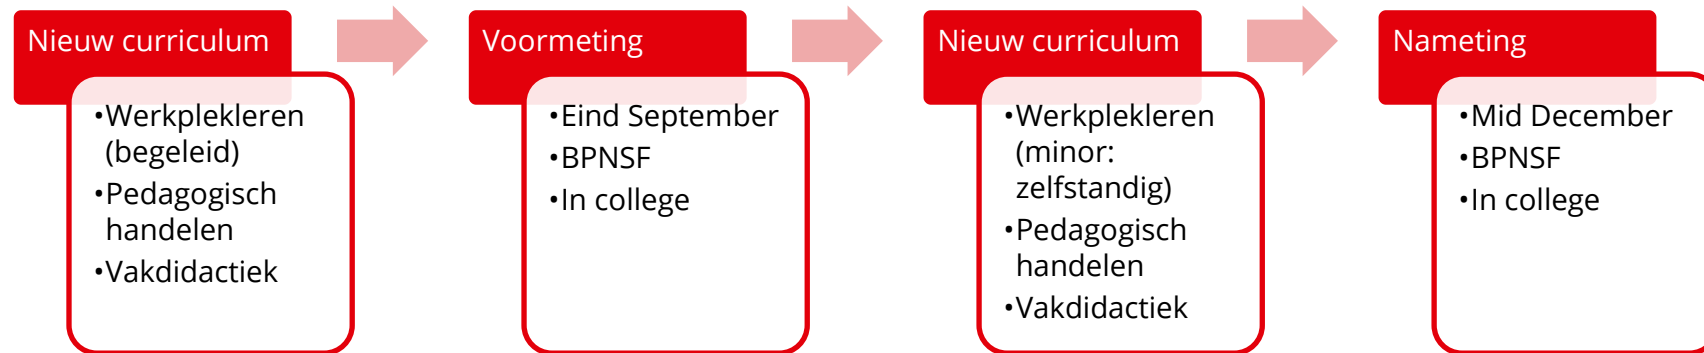 Nieuw curriculum
•Werkplekleren
(begeleid)
•Pedagogisch
handelen
•Vakdidactiek
Voormeting
•Eind September
•BPNSF
•In college
Nieuw curriculum
•Werkplekleren
(minor:
zelfstandig)
•Pedagogisch
handelen
•Vakdidactiek
Nameting
•Mid December
•BPNSF
•In college